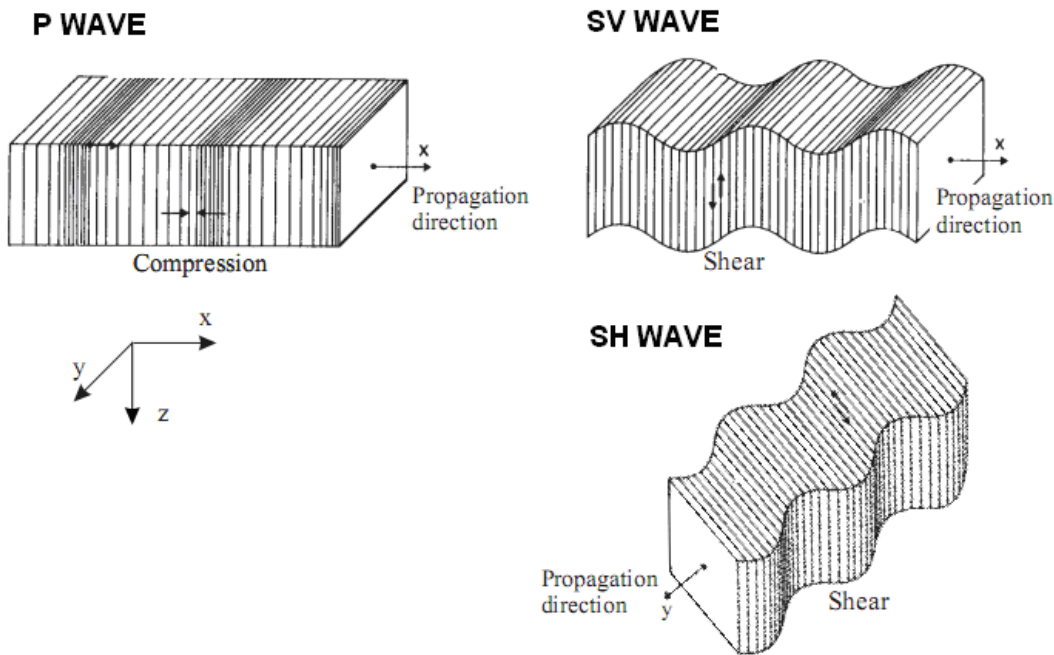 P WAVE
x
Propagation
direction
Compression
SV WAVE
x
Propagation
direction
Shear
x
y
z
SH WAVE
Propagation
direction
y
Shear